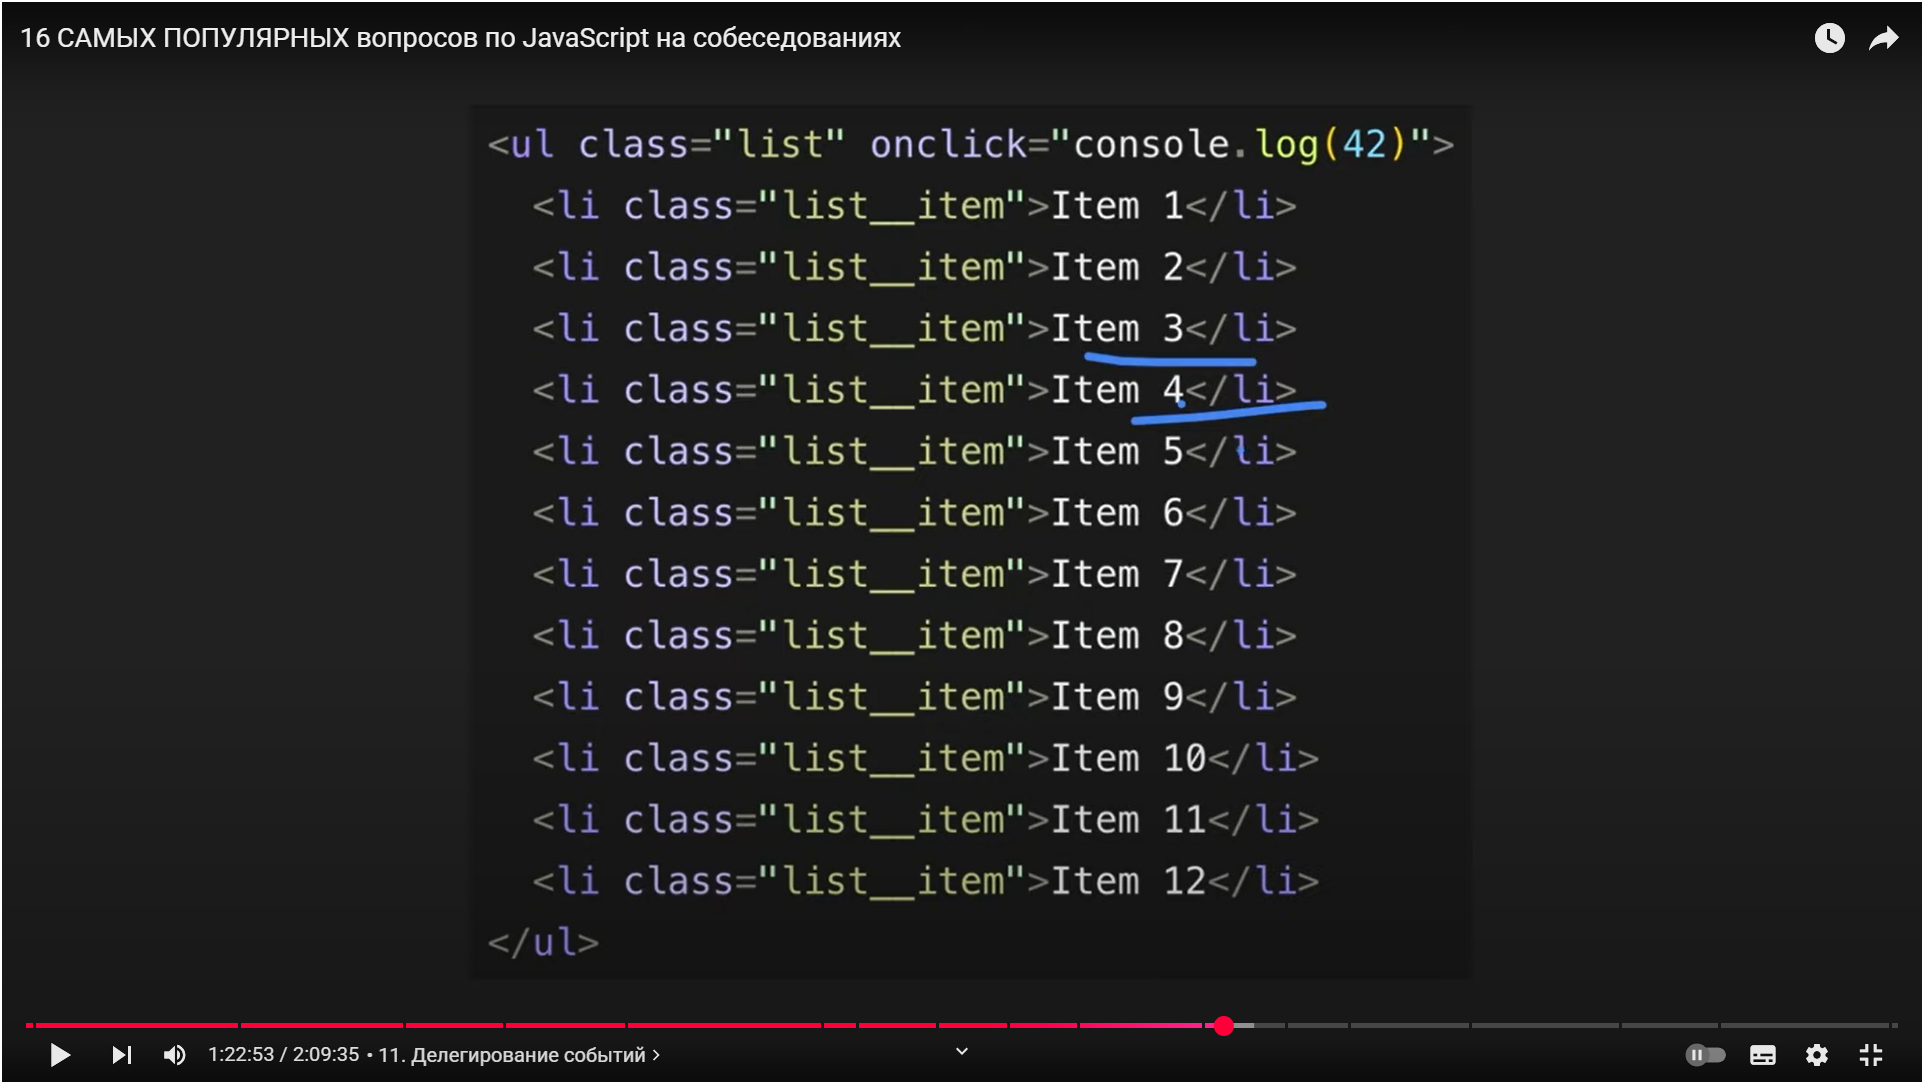 16 САМЫХ ПОПУЛЯРНЫХ вопросов по JavaScript на собеседованиях
<ul class="list" onclick="console.log(42)">
<li class="list__item">Item 1</li>
<li class="list__item">Item 2</li>
<li class="list__item">Item 3</li>
<li class="list__item">Item 4</li>
<li class="list__item">Item 5</li>
<li class="list__item">Item 6</li>
<li class="list__item">Item 7</li>
<li class="list__item">Item 8</li>
<li class="list__item">Item 9</li>
<li class="list__item">Item 10</li>
<li class="list__item">Item 11</li>
<li class="list__item">Item 12</li>
</ul>
1:22:53 / 2:09:35 • 11. Делегирование событий ›